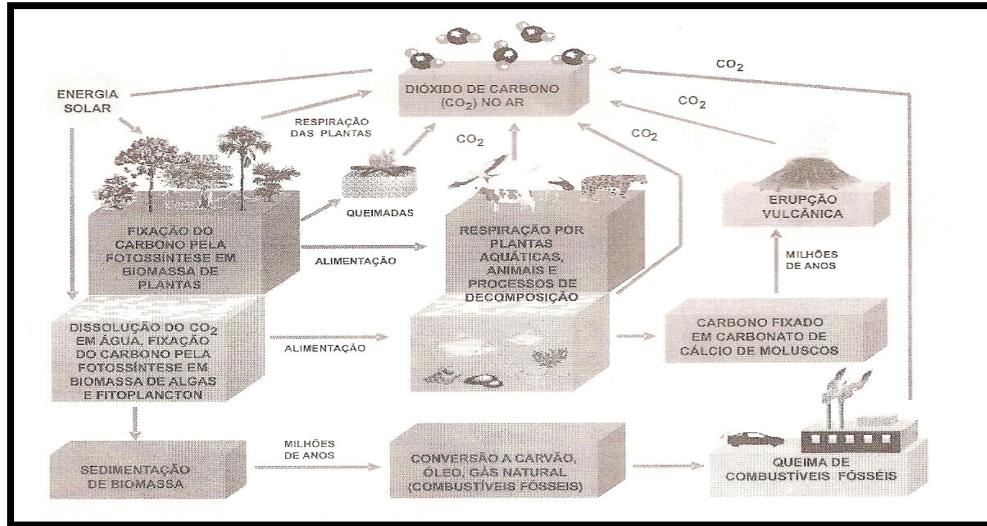 CO₂
DIÓXIDO DE CARBONO
(CO₂) NO AR
ENERGIA
SOLAR
CO₂
RESPIRAÇÃO
DAS PLANTAS
CO₂
CO₂
QUEIMADAS
ERUPÇÃO
VULCÂNICA
FIXAÇÃO DO
CARBONO PELA
FOTOSSÍNTESE EM
BIOMASSA DE
PLANTAS
ALIMENTAÇÃO
RESPIRAÇÃO POR
PLANTAS
AQUÁTICAS,
ANIMAIS E
PROCESSOS DE
DECOMPOSIÇÃO
MILHÕES
DE ANOS
DISSOLUÇÃO DO CO₂
EM ÁGUA, FIXAÇÃO
DO CARBONO PELA
FOTOSSÍNTESE EM
BIOMASSA DE ALGAS
E FITOPLANCTON
ALIMENTAÇÃO
CARBONO FIXADO
EM CARBONATO DE
CÁLCIO DE MOLUSCOS
SEDIMENTAÇÃO
DE BIOMASSA
MILHÕES
DE ANOS
CONVERSÃO A CARVÃO,
ÓLEO, GÁS NATURAL
(COMBUSTÍVEIS FÓSSEIS)
QUEIMA DE
COMBUSTÍVEIS FÓSSÉIS